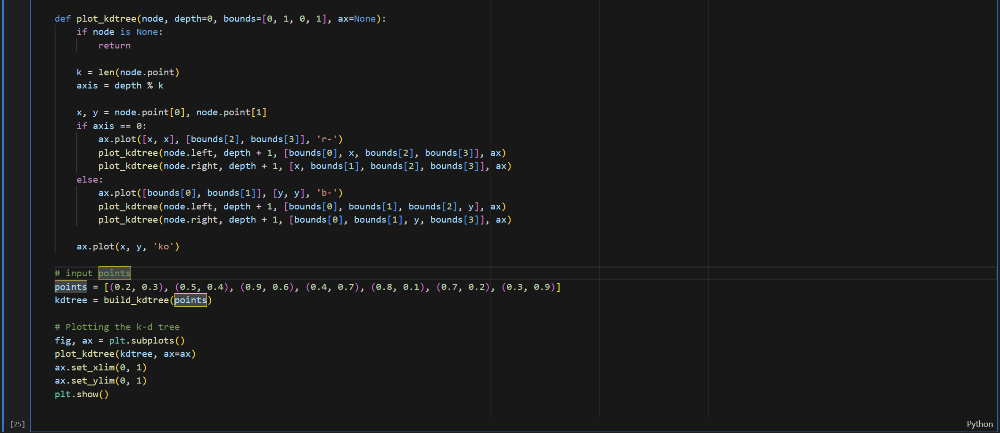 def plot_kdtree(node, depth=0, bounds=[0, 1, 0, 1], ax=None):
    if node is None:
        return

    k = len(node.point)
    axis = depth % k

    x, y = node.point[0], node.point[1]
    if axis == 0:
        ax.plot([x, x], [bounds[2], bounds[3]], 'r-')
        plot_kdtree(node.left, depth + 1, [bounds[0], x, bounds[2], bounds[3]], ax)
        plot_kdtree(node.right, depth + 1, [x, bounds[1], bounds[2], bounds[3]], ax)
    else:
        ax.plot([bounds[0], bounds[1]], [y, y], 'b-')
        plot_kdtree(node.left, depth + 1, [bounds[0], bounds[1], bounds[2], y], ax)
        plot_kdtree(node.right, depth + 1, [bounds[0], bounds[1], y, bounds[3]], ax)

    ax.plot(x, y, 'ko')

# input points
points = [(0.2, 0.3), (0.5, 0.4), (0.9, 0.6), (0.4, 0.7), (0.8, 0.1), (0.7, 0.2), (0.3, 0.9)]
kdtree = build_kdtree(points)

# Plotting the k-d tree
fig, ax = plt.subplots()
plot_kdtree(kdtree, ax=ax)
ax.set_xlim(0, 1)
ax.set_ylim(0, 1)
plt.show()
[25]
Python